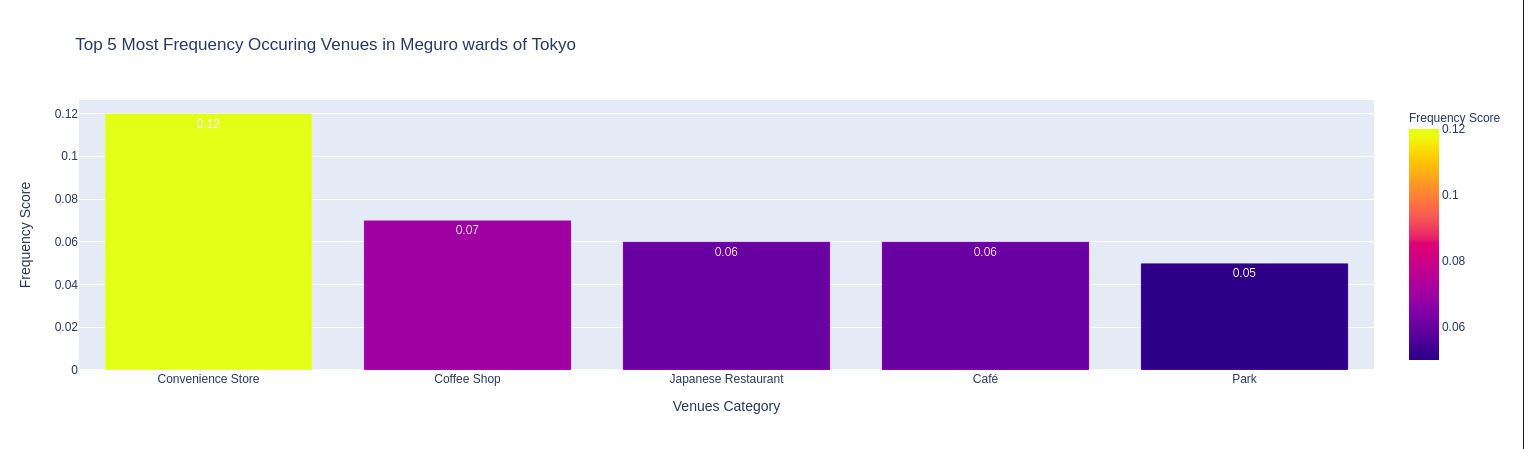 Top 5 Most Frequency Occuring Venues in Meguro wards of Tokyo
Frequency Score
0.12
0.1
0.08
0.06
0.04
0.02
0
0.12
0.07
0.06
0.06
0.05
Convenience Store
Coffee Shop
Japanese Restaurant
Café
Park
Venues Category
Frequency Score
0.12
0.1
0.08
0.06